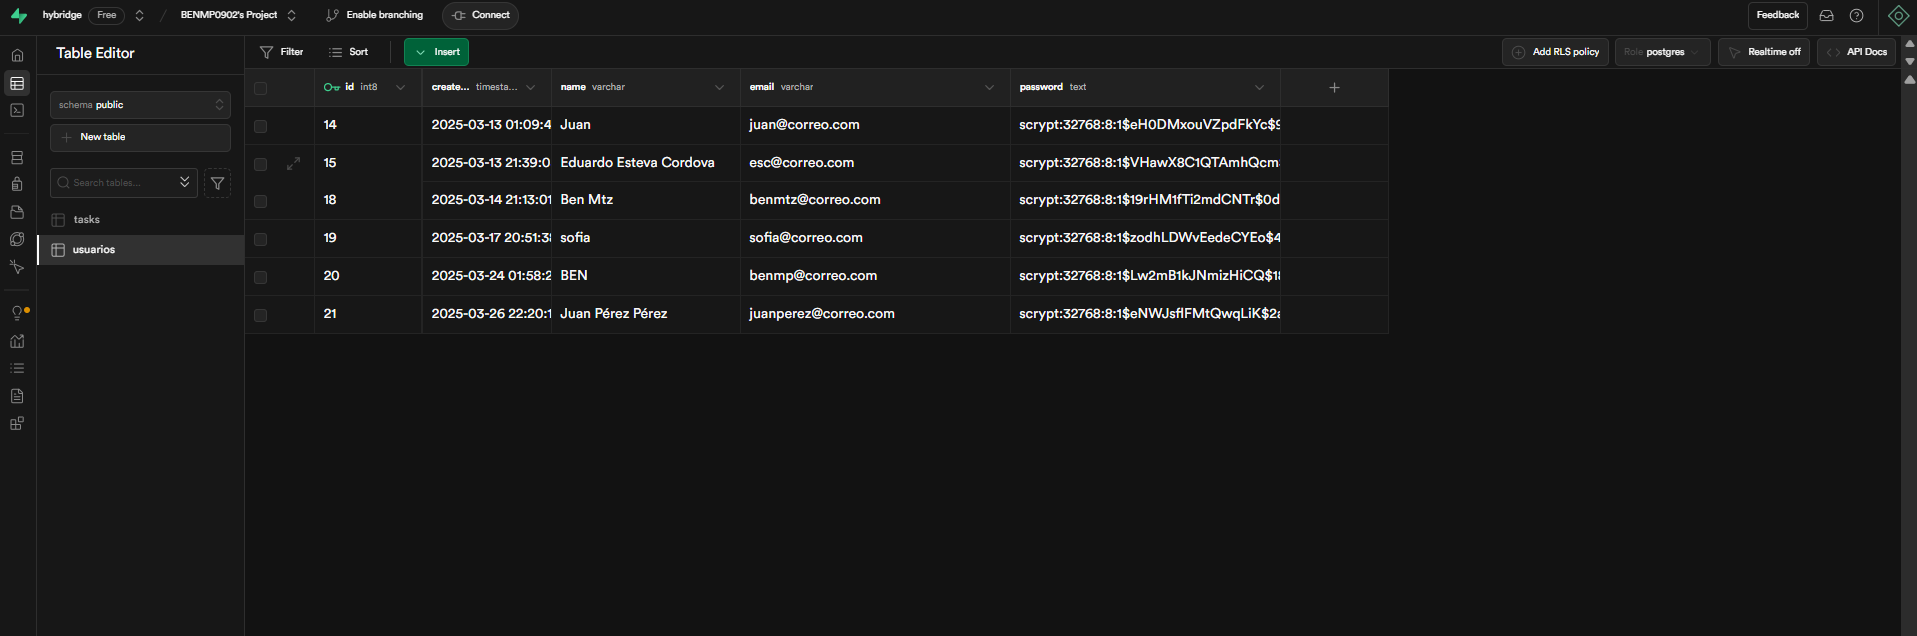 hybridge Free / BENMP0902's Project Enable branching Connect Feedback
Table Editor
Filter Sort Insert Add RLS policy Role postgres Realtime off API Docs
schema public
New table
Search tables...
tasks
usuarios
id int8 create... timesta... name varchar email varchar password text
14 2025-03-13 01:09:4 Juan juan@correo.com scrypt:32768:8:1$eH0DMxouVZpdFkYc$9
15 2025-03-13 21:39:0 Eduardo Esteva Cordova esc@correo.com scrypt:32768:8:1$VHawX8C1QTAmhQcm
18 2025-03-14 21:13:01 Ben Mtz benmtz@correo.com scrypt:32768:8:1$19rHM1fTi2mdCNTr$0d
19 2025-03-17 20:51:38 sofia sofia@correo.com scrypt:32768:8:1$zodhLDWvEedeCYEo$4
20 2025-03-24 01:58:2 BEN benmp@correo.com scrypt:32768:8:1$Lw2mB1kJNmizHiCQ$18
21 2025-03-26 22:20:1 Juan Pérez Pérez juanperez@correo.com scrypt:32768:8:1$eNWJsflFMtQwqLiK$2a